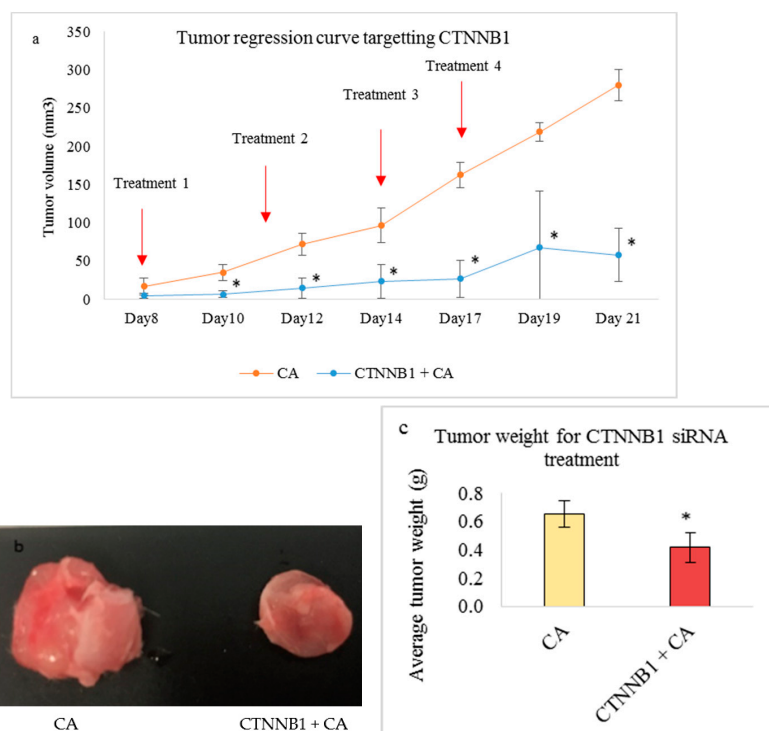 a
Tumor regression curve targetting CTNNB1
Tumor volume (mm3)
350
300
250
200
150
100
50
0
Treatment 1
Treatment 2
Treatment 3
Treatment 4
*
*
*
*
*
*
Day8
Day10
Day12
Day14
Day17
Day19
Day 21
CA
CTNNB1 + CA
b
CA
CTNNB1 + CA
c
Tumor weight for CTNNB1 siRNA
treatment
Average tumor weight (g)
0.8
0.6
0.4
0.2
0.0
*
CA
CTNNB1 + CA